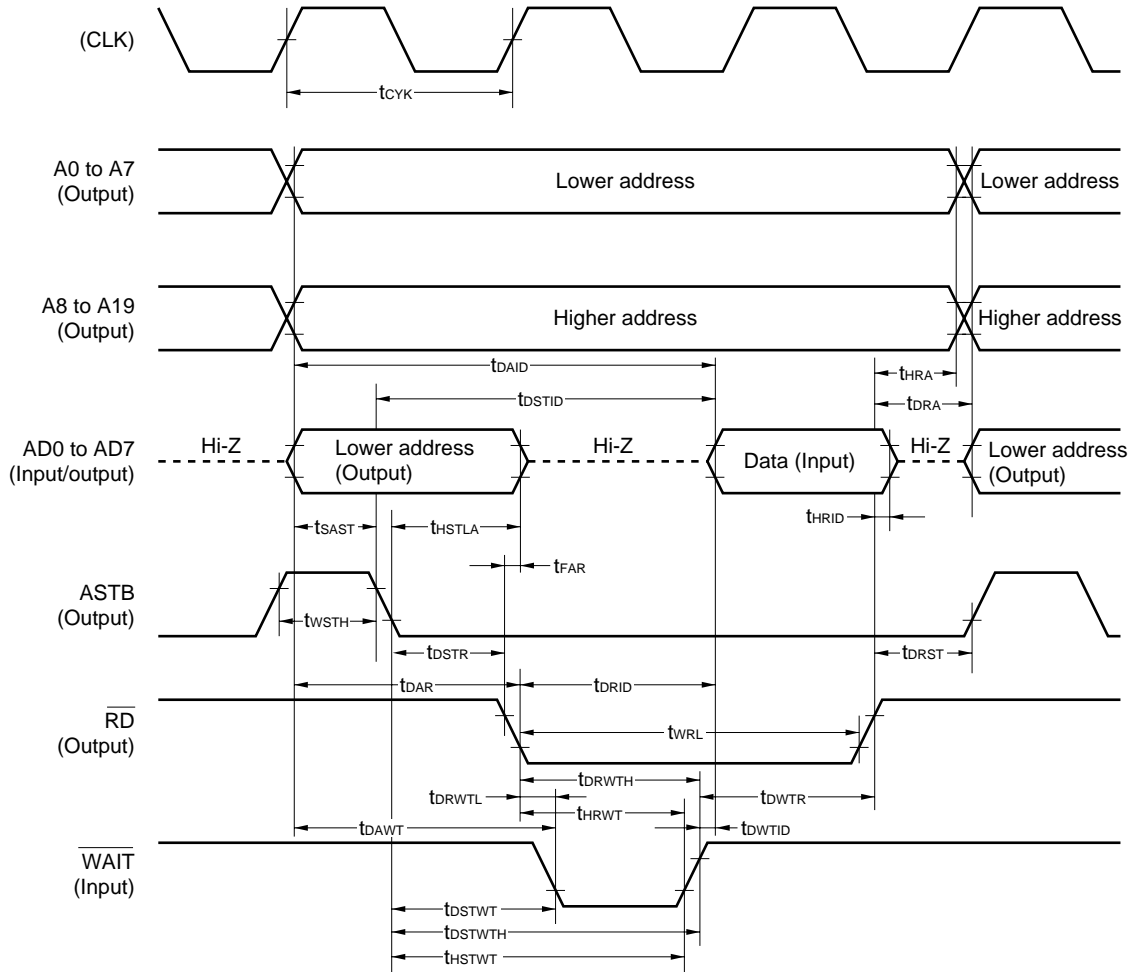 (CLK)
tCYK
A0 to A7
(Output)
Lower address
Lower address
A8 to A19
(Output)
Higher address
Higher address
tDAID
tHRA
tDSTID
tDRA
AD0 to AD7
(Input/output)
Hi-Z
Lower address
(Output)
Hi-Z
Data (Input)
Hi-Z
Lower address
(Output)
tSAST
tHSTLA
tHRID
tFAR
ASTB
(Output)
tWSTH
tDSTR
tDRST
tDAR
tDRID
RD
(Output)
tWRL
tDRWTH
tDRWTL
tDWTR
tHRWT
tDAWT
tDWTID
WAIT
(Input)
tDSTWT
tDSTWTH
tHSTWT